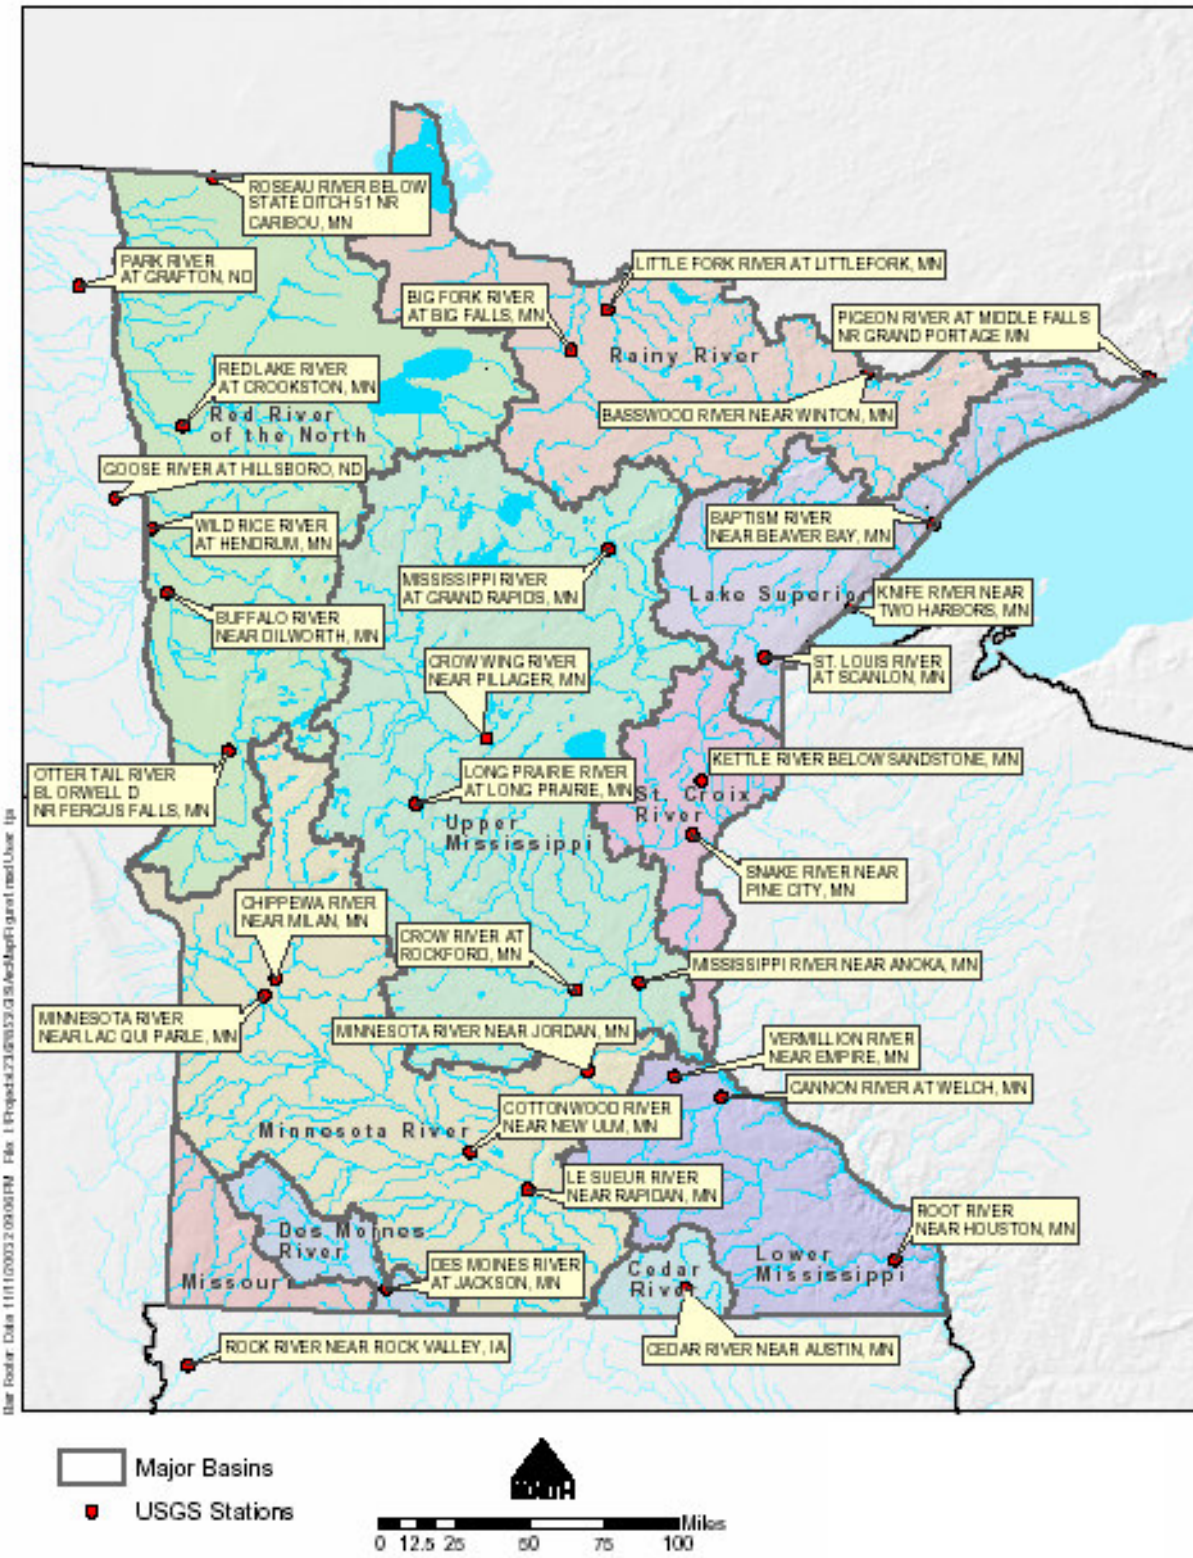 ROSEAU RIVER BELOW
STATE DITCH 51 NR
CARIBOU, MN
PARK RIVER
AT GRAFTON, ND
LITTLE FORK RIVER AT LITTLEFORK, MN
BIG FORK RIVER
AT BIG FALLS, MN
PIGEON RIVER AT MIDDLE FALLS
NR GRAND PORTAGE MN
Rainy River
REDLAKE RIVER
AT CROOKSTON, MN
BASSWOOD RIVER NEAR WINTON, MN
Red River
of the North
GOOSE RIVER AT HILLSBORO, ND
WILD RICE RIVER
AT HENDRUM, MN
BAPTISM RIVER
NEAR BEAVER BAY, MN
MISSISSIPPI RIVER
AT GRAND RAPIDS, MN
Lake Superior
KNIFE RIVER NEAR
TWO HARBORS, MN
BUFFALO RIVER
NEAR DILWORTH, MN
CROW WING RIVER
NEAR PILLAGER, MN
ST. LOUIS RIVER
AT SCANLON, MN
KETTLE RIVER BELOW SANDSTONE, MN
OTTER TAIL RIVER
BL ORWELL D
NR FERGUS FALLS, MN
LONG PRAIRIE RIVER
AT LONG PRAIRIE, MN
St. Croix
River
Upper
Mississippi
SNAKE RIVER NEAR
PINE CITY, MN
CHIPPEWA RIVER
NEAR MILAN, MN
CROW RIVER AT
ROCKFORD, MN
MISSISSIPPI RIVER NEAR ANOKA, MN
MINNESOTA RIVER
NEAR LAC QUI PARLE, MN
MINNESOTA RIVER NEAR JORDAN, MN
VERMILLION RIVER
NEAR EMPIRE, MN
CANNON RIVER AT WELCH, MN
COTTONWOOD RIVER
NEAR NEW ULM, MN
Minnesota River
LE SUEUR RIVER
NEAR RAPIDAN, MN
ROOT RIVER
NEAR HOUSTON, MN
Des Moines
River
DES MOINES RIVER
AT JACKSON, MN
Lower
Mississippi
Cedar
River
Missouri
ROCK RIVER NEAR ROCK VALLEY, IA
CEDAR RIVER NEAR AUSTIN, MN
Major Basins
USGS Stations
NORTH
Miles
0 12.5 25 50 75 100